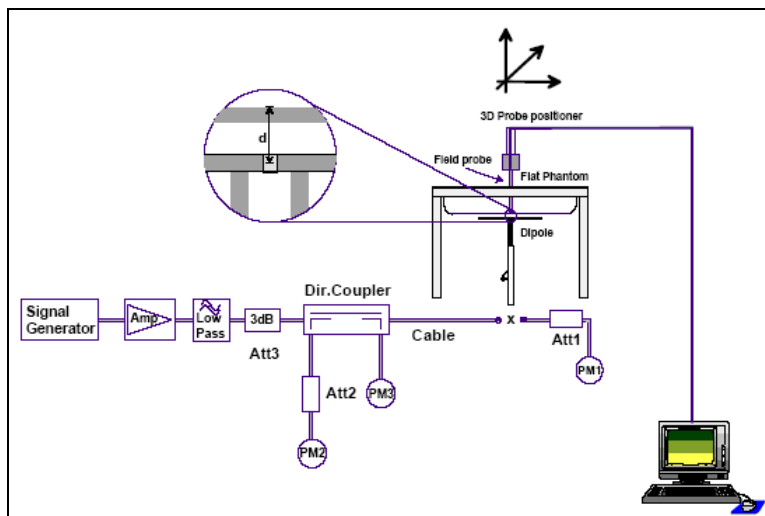 3D Probe positioner
d
Field probe
Flat Phantom
Dipole
Dir.Coupler
Signal
Generator
Amp
Low
Pass
3dB
Cable
x
Att3
Att1
PM1
Att2
PM3
PM2